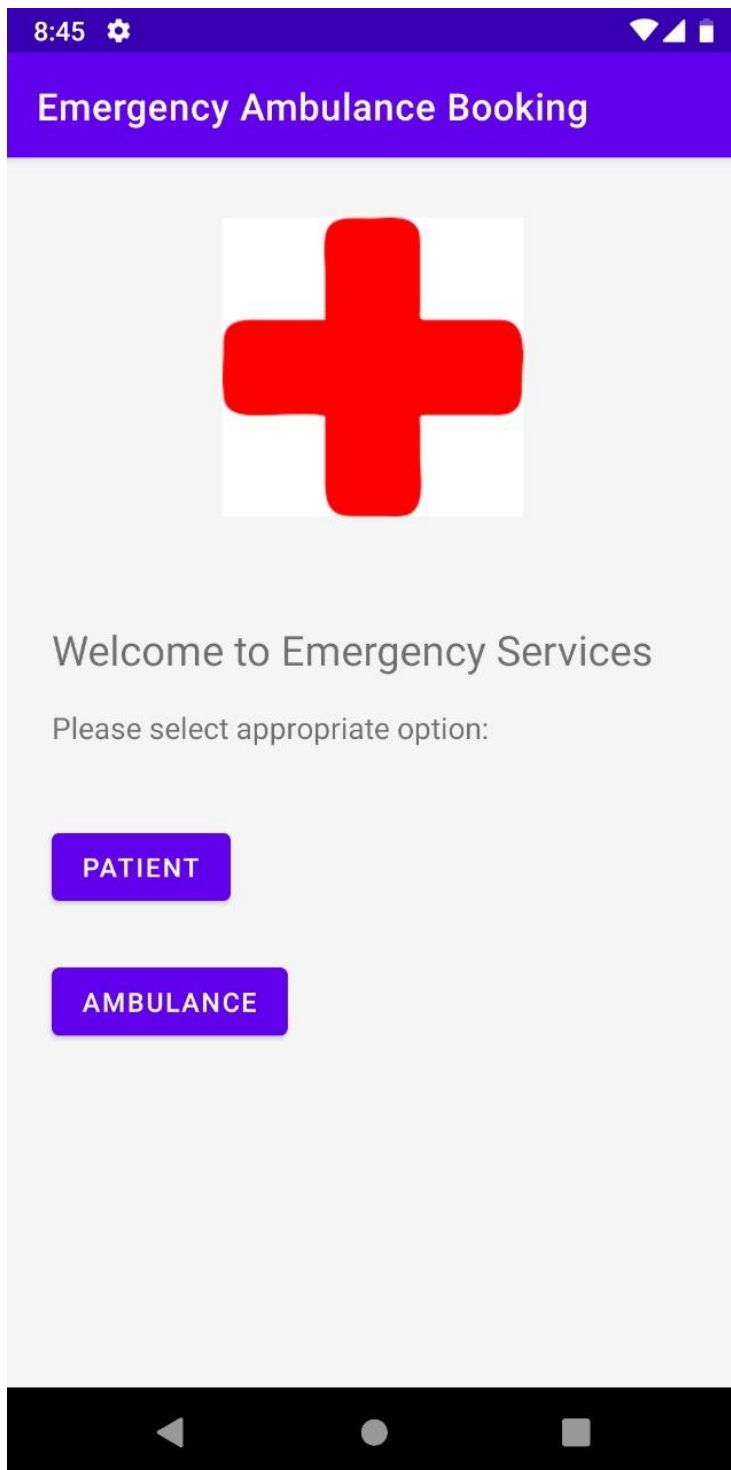 8:45
Emergency Ambulance Booking
Welcome to Emergency Services
Please select appropriate option:
PATIENT
AMBULANCE